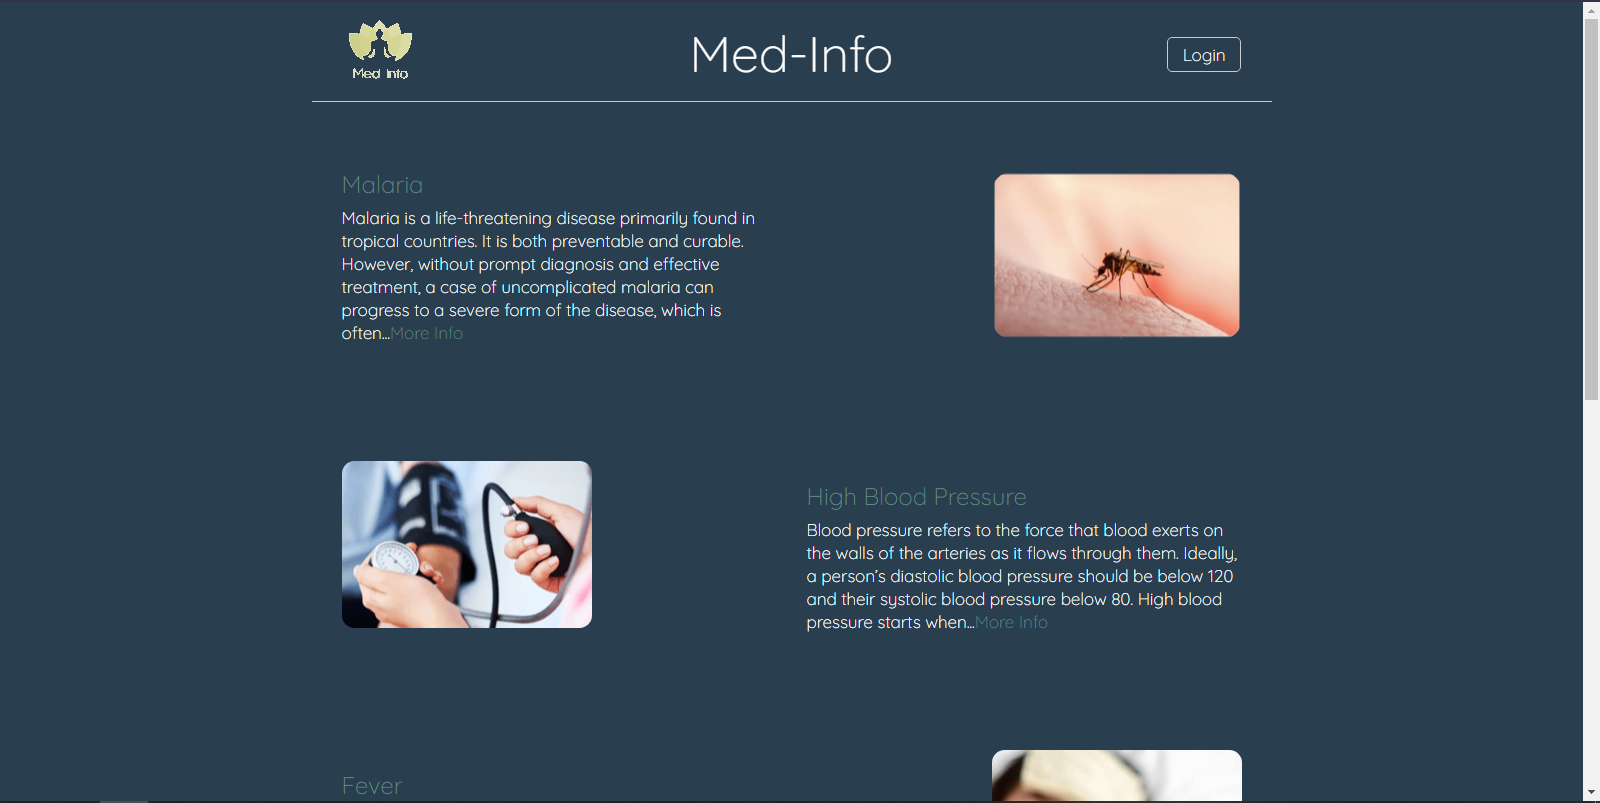 Med Info
Med-Info
Login
Malaria
Malaria is a life-threatening disease primarily found in
tropical countries. It is both preventable and curable.
However, without prompt diagnosis and effective
treatment, a case of uncomplicated malaria can
progress to a severe form of the disease, which is
often...More Info
High Blood Pressure
Blood pressure refers to the force that blood exerts on
the walls of the arteries as it flows through them. Ideally,
a person's diastolic blood pressure should be below 120
and their systolic blood pressure below 80. High blood
pressure starts when...More Info
Fever